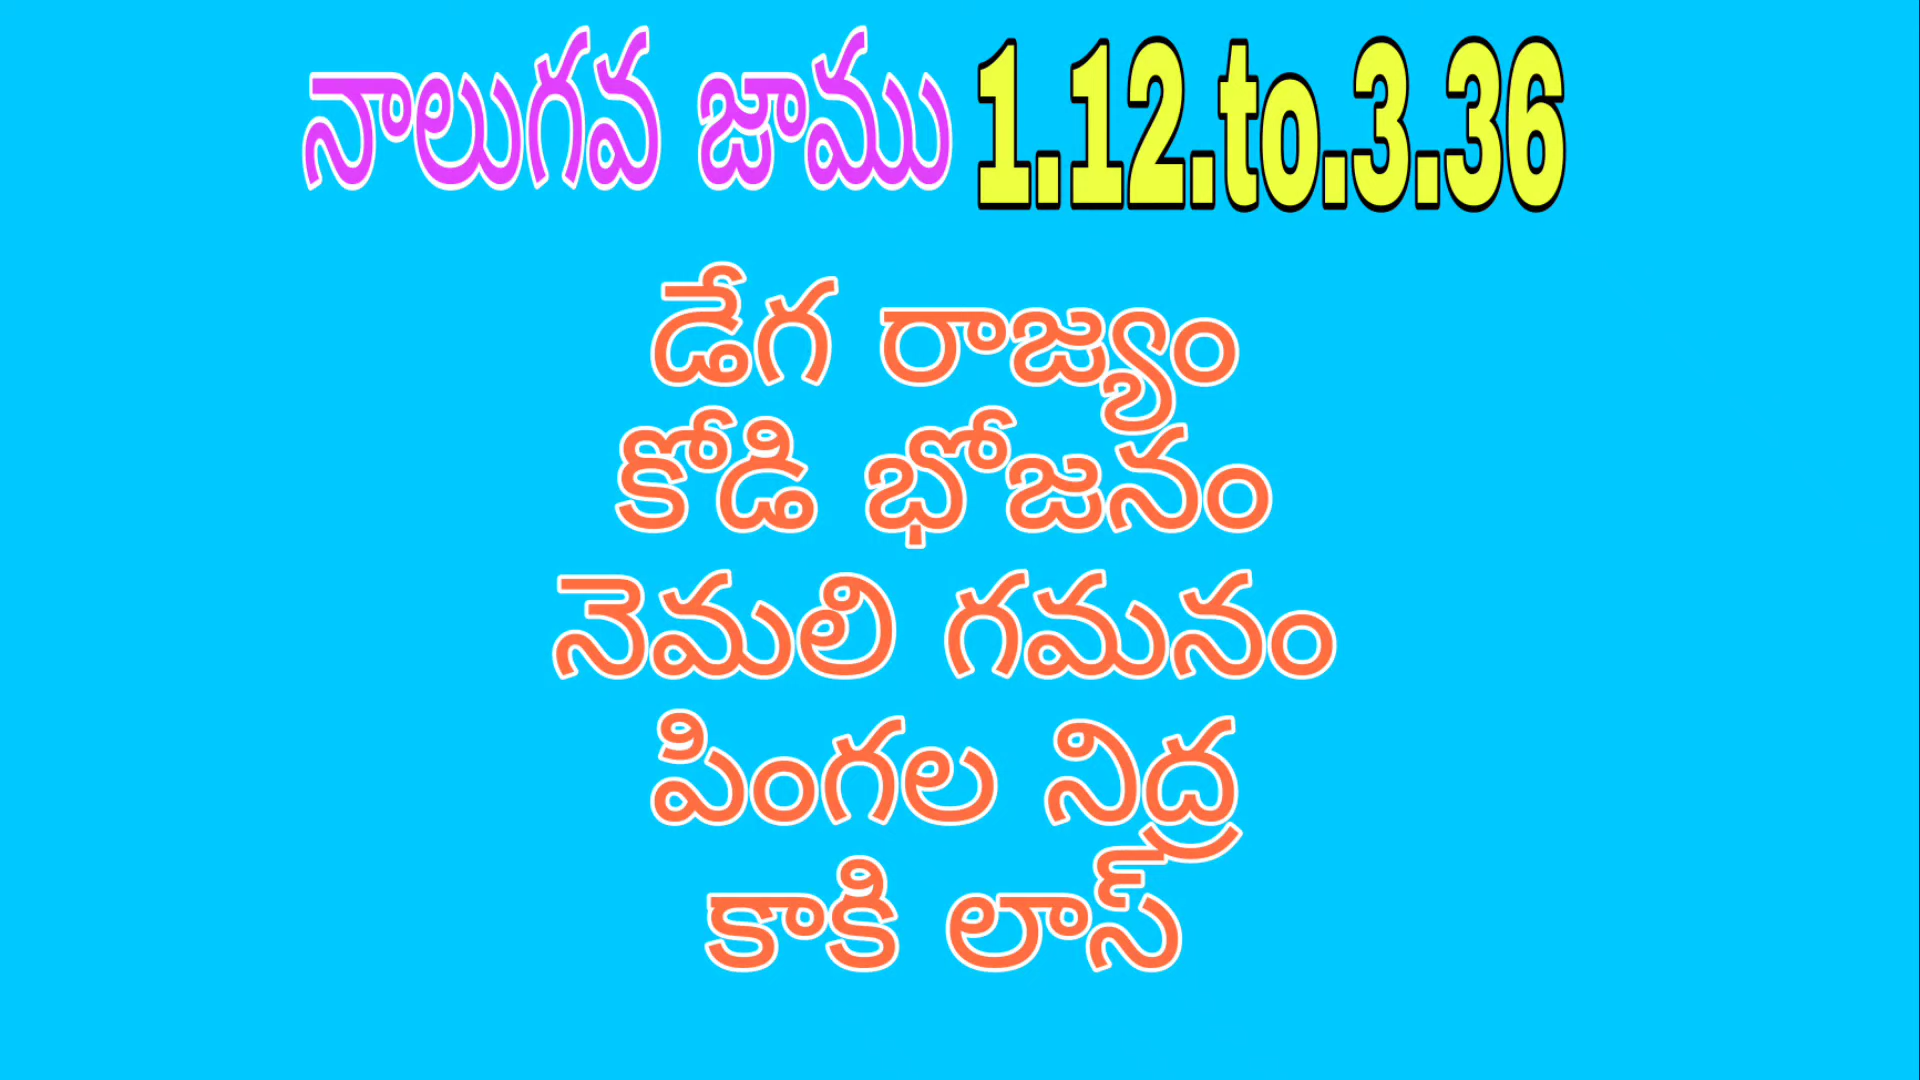 నాలుగవ జాము 1.12.to.3.36
డేగ రాజ్యం
కోడి భోజనం
నెమలి గమనం
పింగల నిద్ర
కాకి లాస్